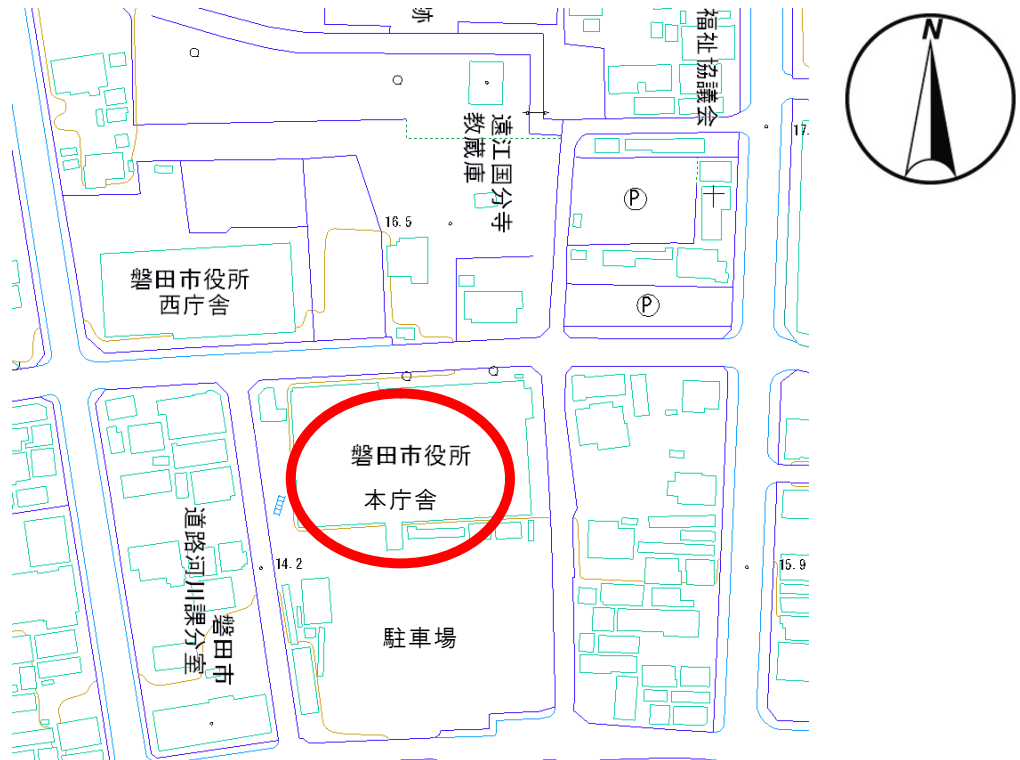 跡
福祉協議会
N
17.
遠江国分寺
教蔵庫
P
16.5
磐田市役所
西庁舎
P
磐田市役所
本庁舎
道路河川課分室
磐田市
14.2
15.9
駐車場